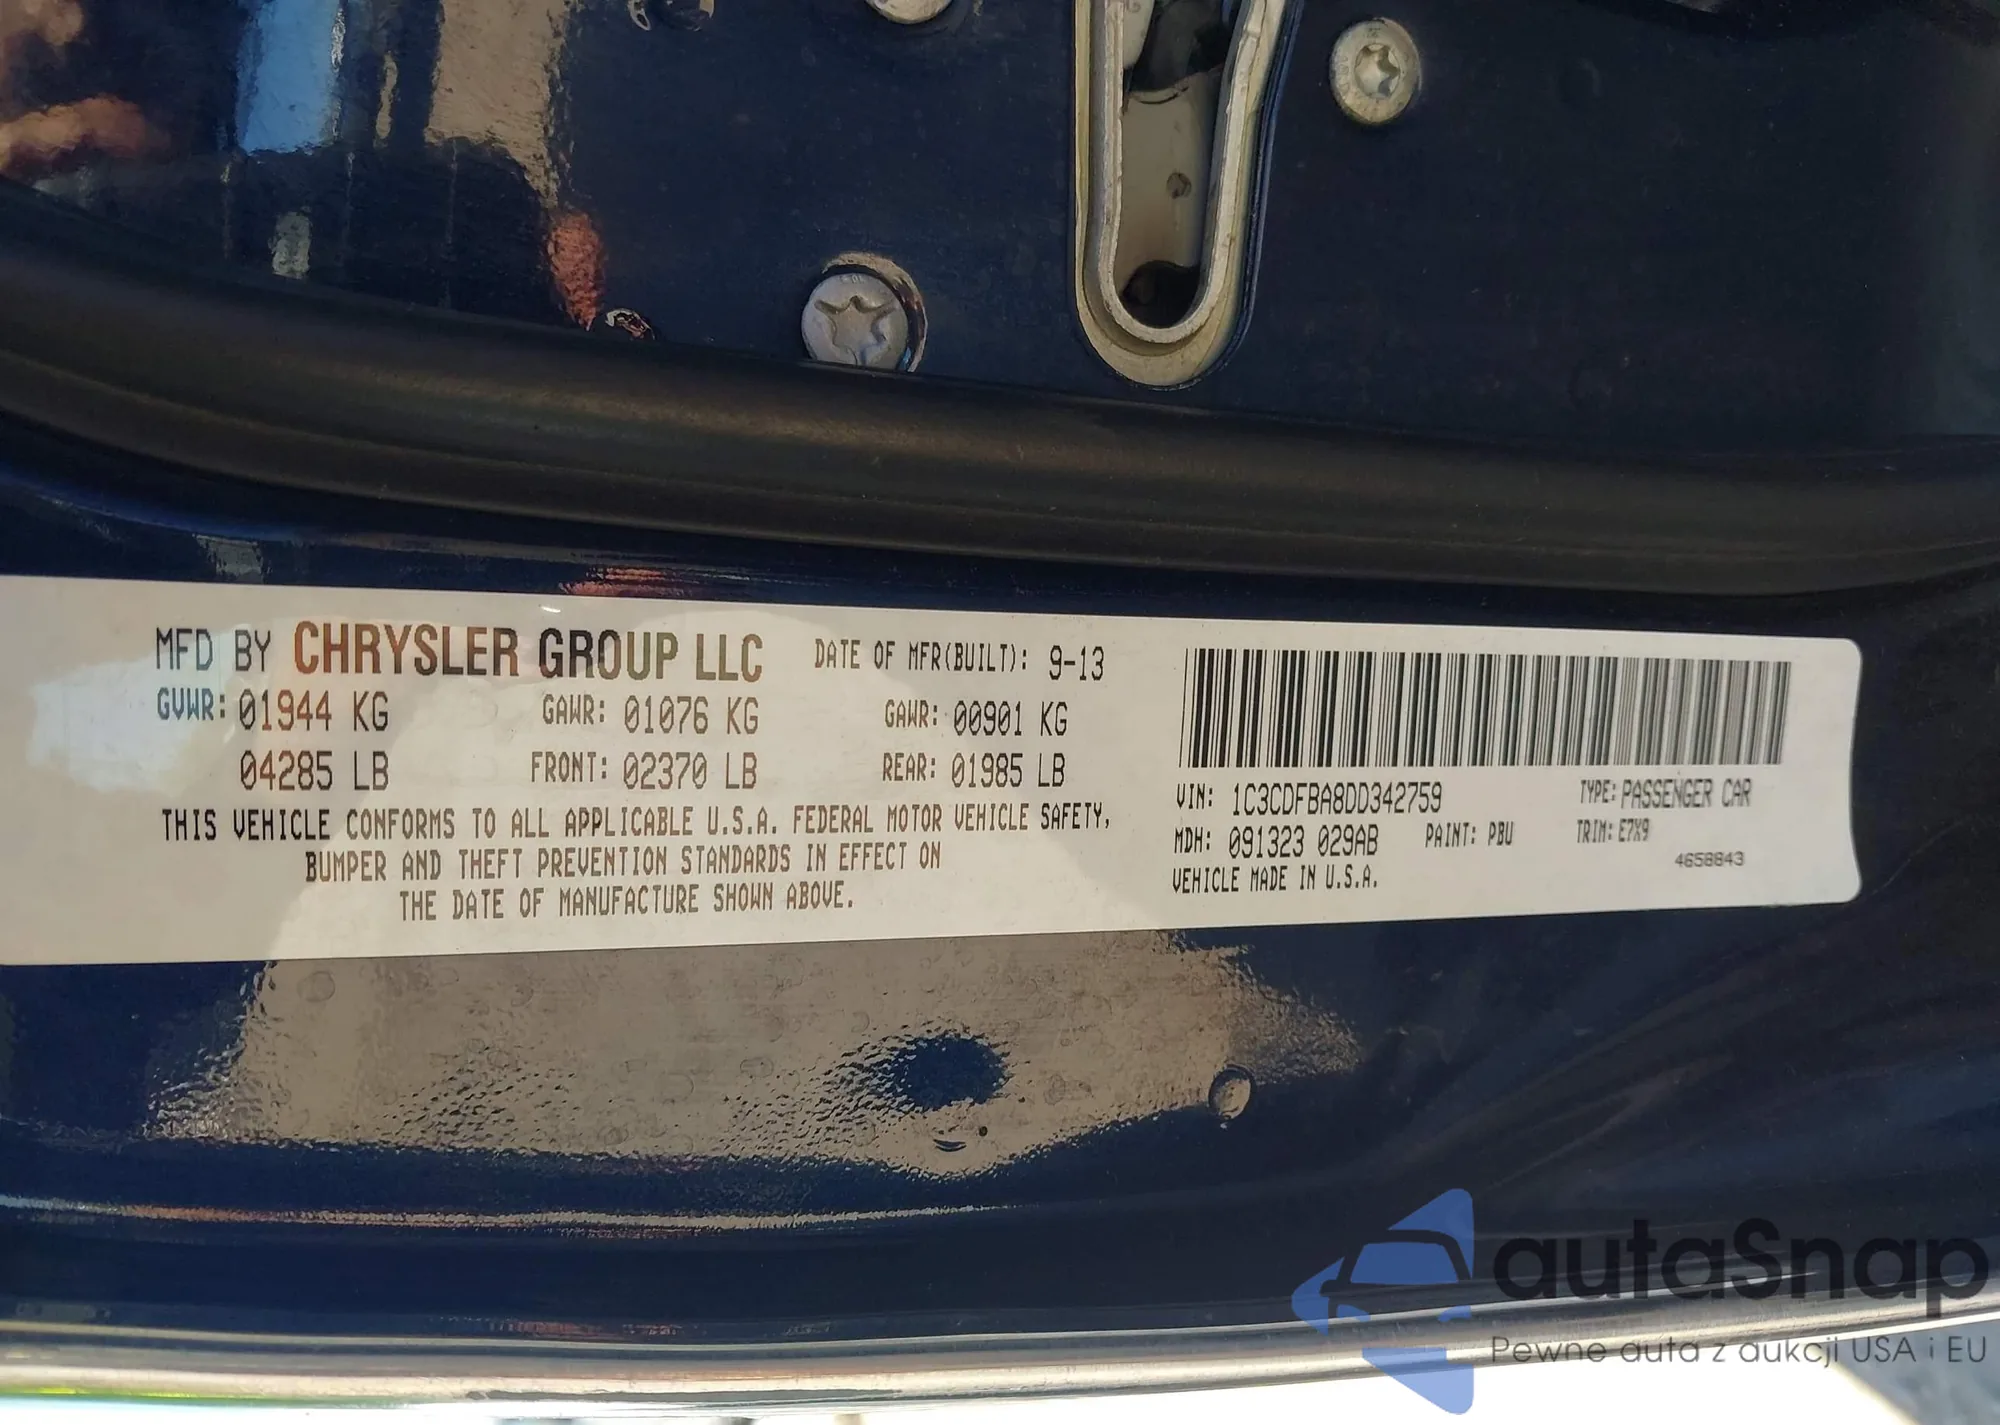 MFD BY CHRYSLER GROUP LLC DATE OF MFR(BUILT): 9-13
GVWR: 01944 KG GAWR: 01076 KG GAWR: 00901 KG
04285 LB FRONT: 02370 LB REAR: 01985 LB
THIS VEHICLE CONFORMS TO ALL APPLICABLE U.S.A. FEDERAL MOTOR VEHICLE SAFETY,
BUMPER AND THEFT PREVENTION STANDARDS IN EFFECT ON
THE DATE OF MANUFACTURE SHOWN ABOVE.
VIN: 1C3CDFBA8DD342759 TYPE: PASSENGER CAR
MDH: 091323 029AB PAINT: PBU TRIM: E7X9
VEHICLE MADE IN U.S.A. 4658843
autaSnap
Pewne auta z aukcji USA i EU